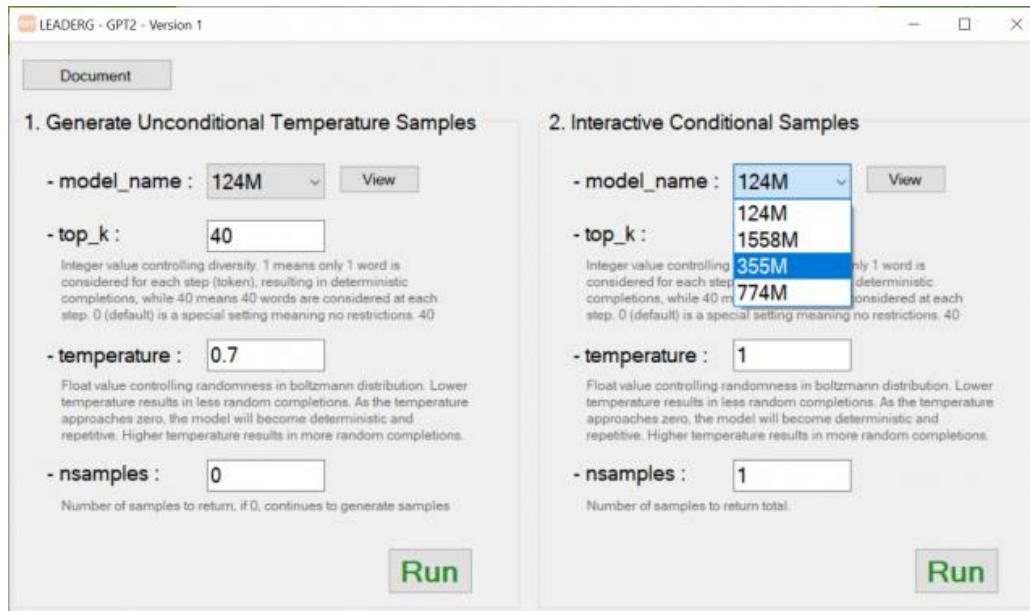 GPT LEADERG - GPT2 - Version 1
Document
1. Generate Unconditional Temperature Samples
- model_name :
124M
View
- top_k :
40
Integer value controlling diversity. 1 means only 1 word is
considered for each step (token), resulting in deterministic
completions, while 40 means 40 words are considered at each
step. 0 (default) is a special setting meaning no restrictions. 40
- temperature :
0.7
Float value controlling randomness in boltzmann distribution. Lower
temperature results in less random completions. As the temperature
approaches zero, the model will become deterministic and
repetitive. Higher temperature results in more random completions.
- nsamples :
0
Number of samples to return, if 0, continues to generate samples
Run
2. Interactive Conditional Samples
- model_name :
124M
View
124M
1558M
355M
774M
- top_k :
Integer value controlling nly 1 word is
considered for each step deterministic
completions, while 40 m onsidered at each
step. 0 (default) is a special setting meaning no restrictions. 40
- temperature :
1
Float value controlling randomness in boltzmann distribution. Lower
temperature results in less random completions. As the temperature
approaches zero, the model will become deterministic and
repetitive. Higher temperature results in more random completions.
- nsamples :
1
Number of samples to return total.
Run